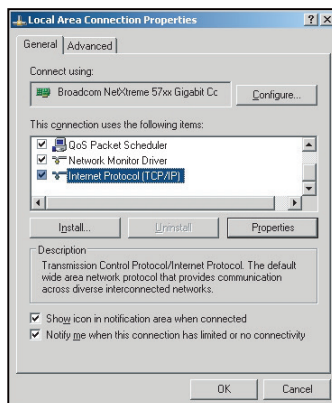 Local Area Connection Properties
General Advanced
Connect using:
Broadcom NetXtreme 57xx Gigabit Cc
Configure...
This connection uses the following items:
QoS Packet Scheduler
Network Monitor Driver
Internet Protocol (TCP/IP)
Install... Uninstall Properties
Description
Transmission Control Protocol/Internet Protocol. The default
wide area network protocol that provides communication
across diverse interconnected networks.
Show icon in notification area when connected
Notify me when this connection has limited or no connectivity
OK Cancel